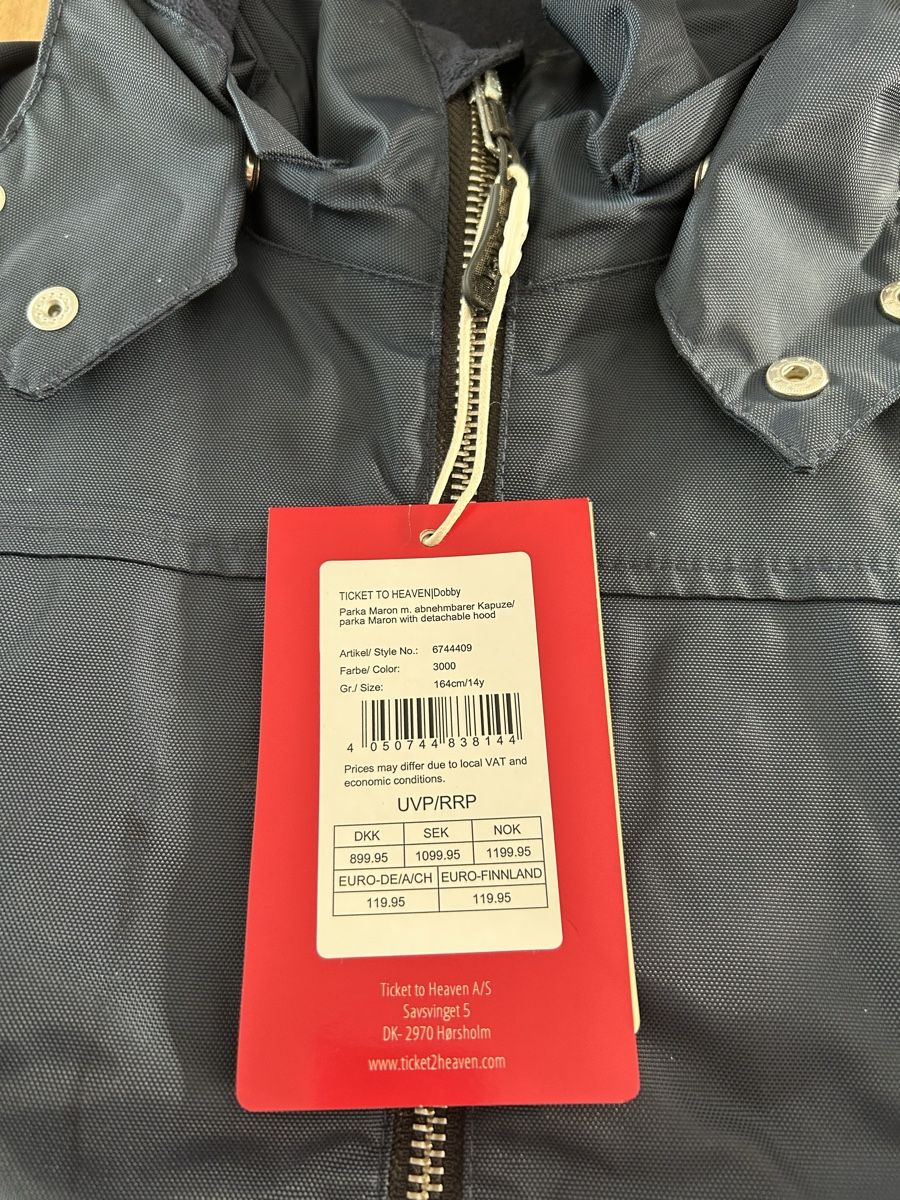 TICKET TO HEAVEN|Dobby
Parka Maron m. abnehmbarer Kapuze/
parka Maron with detachable hood
Artikel/ Style No.: 6744409
Farbe/ Color: 3000
Gr./ Size: 164cm/14y
4 050744 838144
Prices may differ due to local VAT and
economic conditions.
UVP/RRP
DKK SEK NOK
899.95 1099.95 1199.95
EURO-DE/A/CH EURO-FINNLAND
119.95 119.95
Ticket to Heaven A/S
Savsvinget 5
DK- 2970 Hørsholm
www.ticket2heaven.com